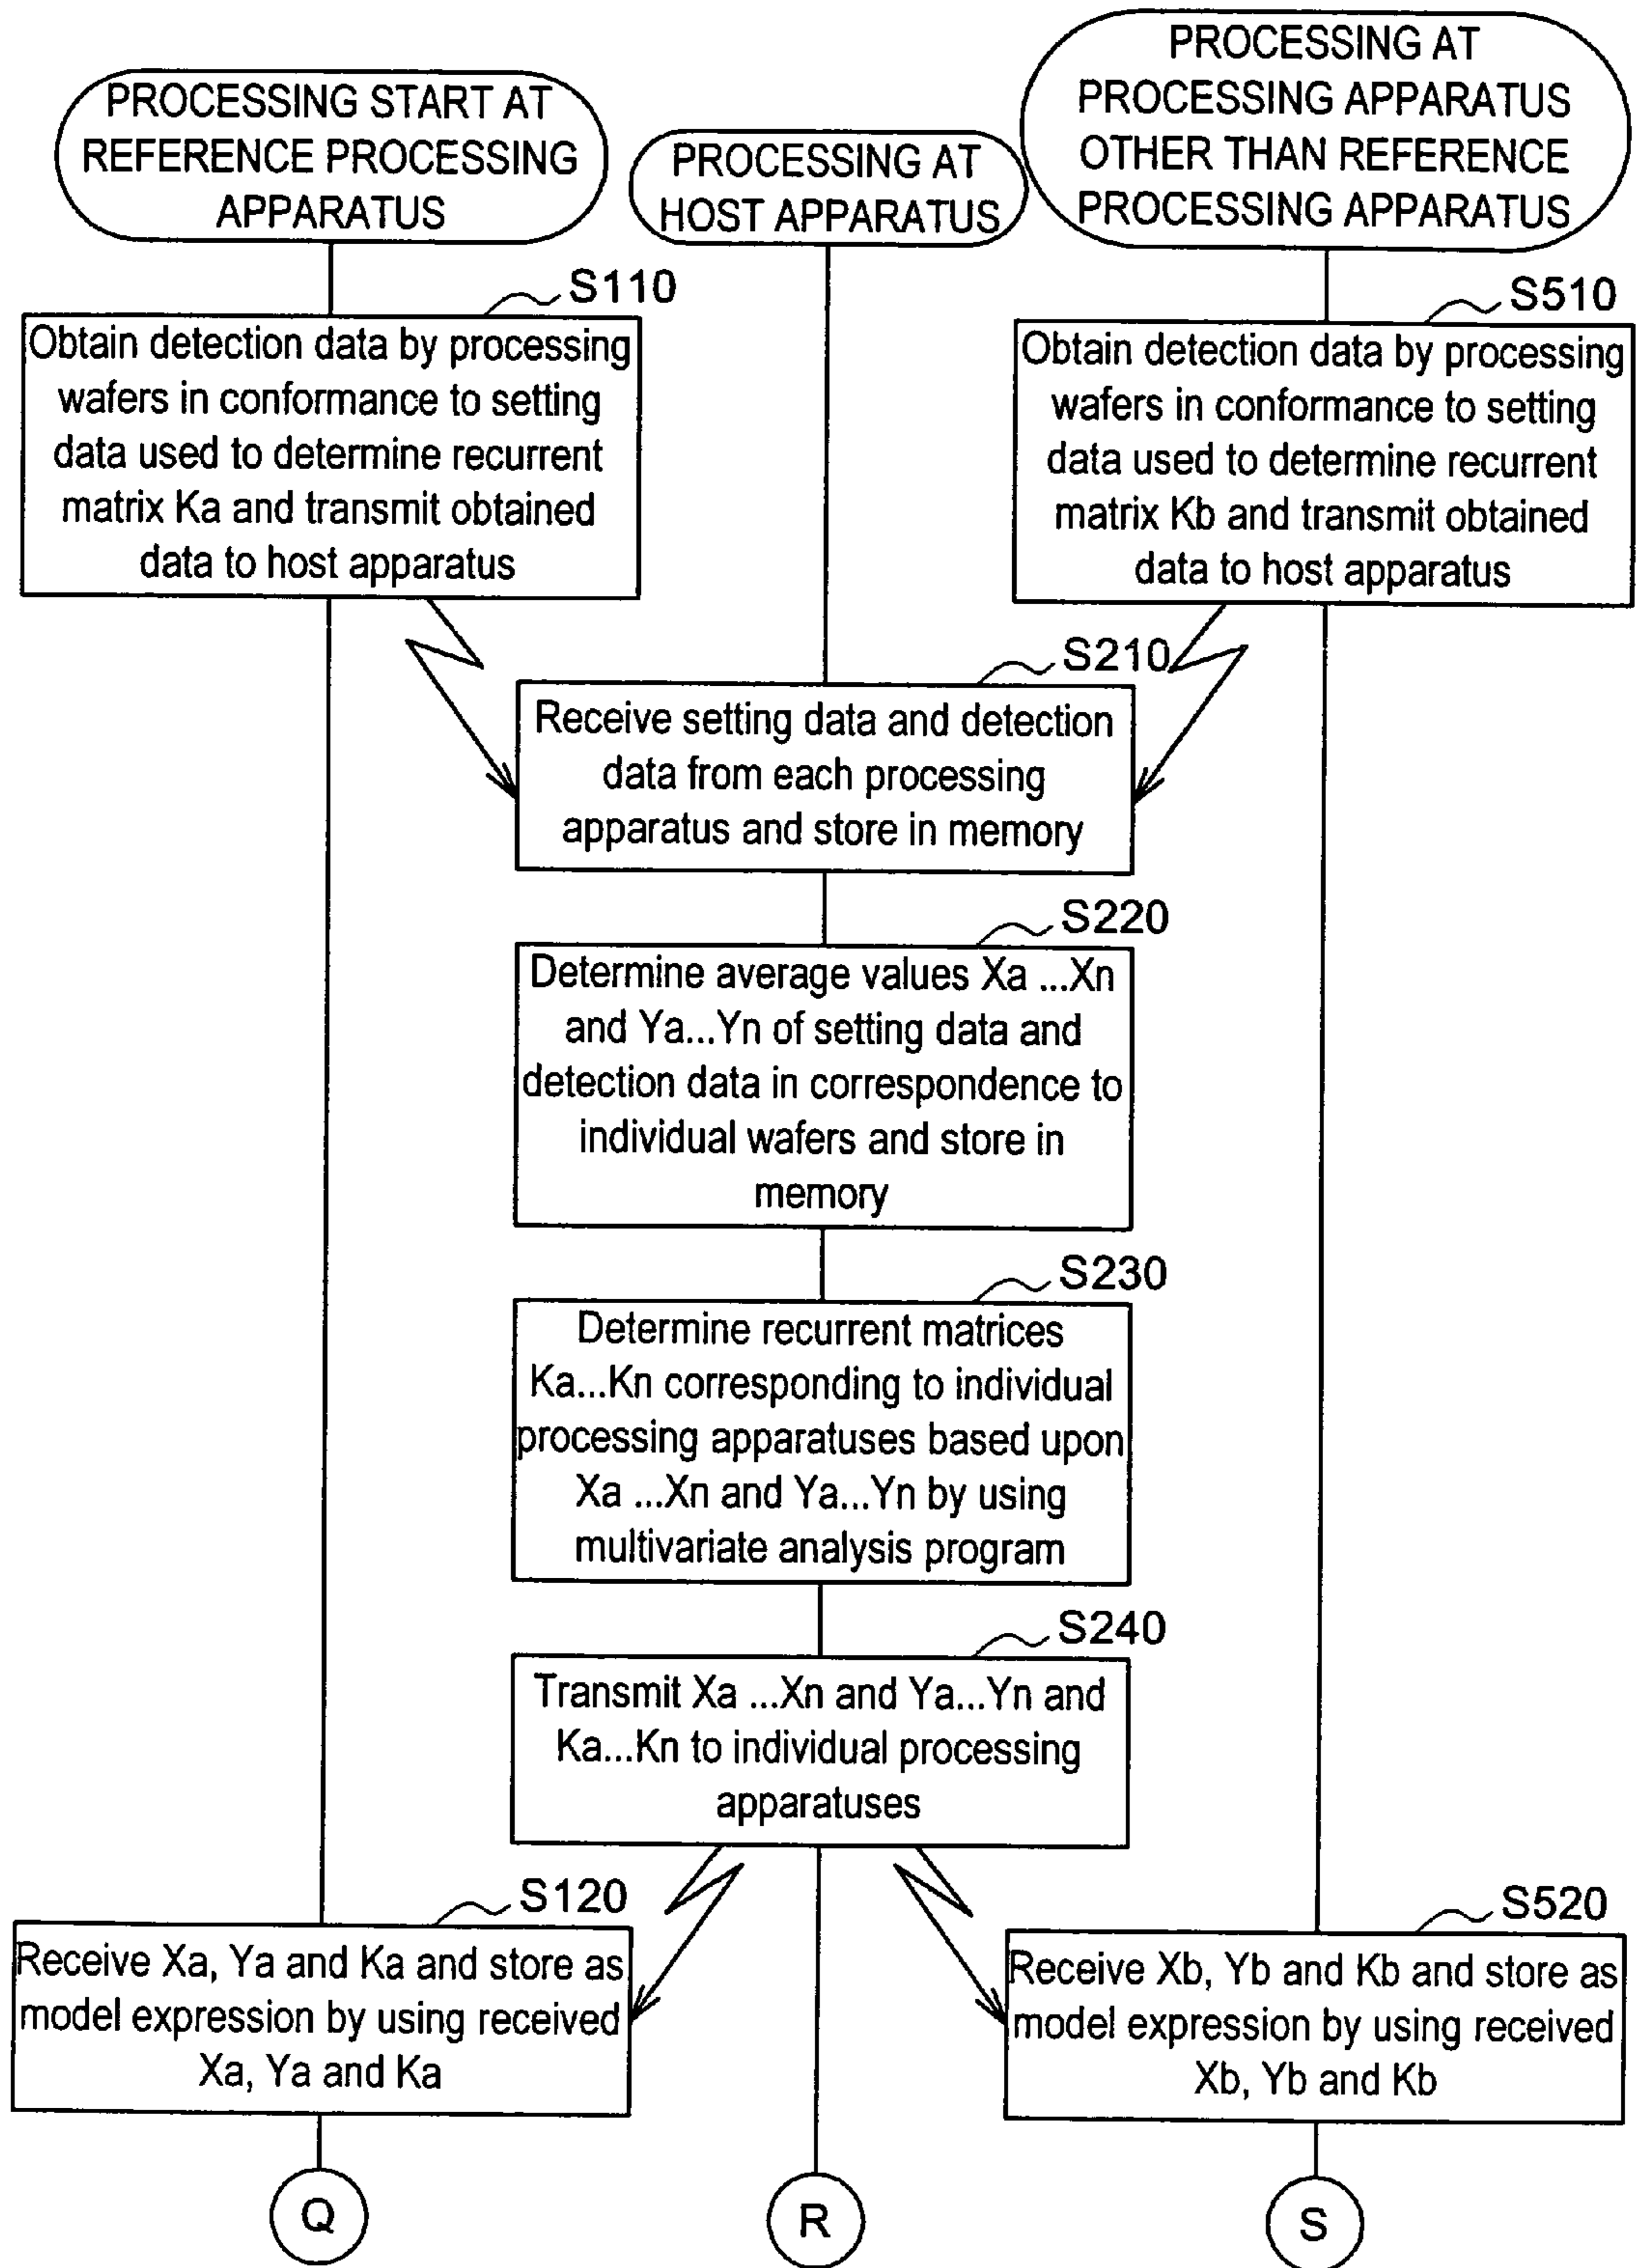 PROCESSING START AT
REFERENCE PROCESSING
APPARATUS
PROCESSING AT
HOST APPARATUS
PROCESSING AT
PROCESSING APPARATUS
OTHER THAN REFERENCE
PROCESSING APPARATUS
S110
Obtain detection data by processing
wafers in conformance to setting
data used to determine recurrent
matrix Ka and transmit obtained
data to host apparatus
S510
Obtain detection data by processing
wafers in conformance to setting
data used to determine recurrent
matrix Kb and transmit obtained
data to host apparatus
S210
Receive setting data and detection
data from each processing
apparatus and store in memory
S220
Determine average values Xa ...Xn
and Ya...Yn of setting data and
detection data in correspondence to
individual wafers and store in
memory
S230
Determine recurrent matrices
Ka...Kn corresponding to individual
processing apparatuses based upon
Xa ...Xn and Ya...Yn by using
multivariate analysis program
S240
Transmit Xa ...Xn and Ya...Yn and
Ka...Kn to individual processing
apparatuses
S120
Receive Xa, Ya and Ka and store as
model expression by using received
Xa, Ya and Ka
S520
Receive Xb, Yb and Kb and store as
model expression by using received
Xb, Yb and Kb
Q
R
S